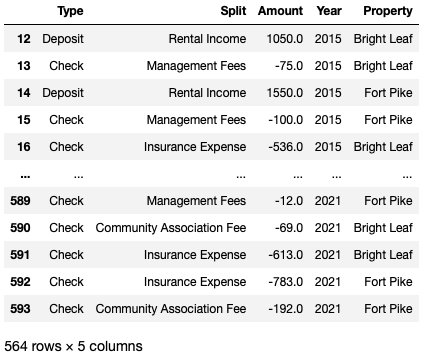 Type Split Amount Year Property
12 Deposit Rental Income 1050.0 2015 Bright Leaf
13 Check Management Fees -75.0 2015 Bright Leaf
14 Deposit Rental Income 1550.0 2015 Fort Pike
15 Check Management Fees -100.0 2015 Fort Pike
16 Check Insurance Expense -536.0 2015 Bright Leaf
... ... ... ... ... ...
589 Check Management Fees -12.0 2021 Fort Pike
590 Check Community Association Fee -69.0 2021 Bright Leaf
591 Check Insurance Expense -613.0 2021 Bright Leaf
592 Check Insurance Expense -783.0 2021 Fort Pike
593 Check Community Association Fee -192.0 2021 Fort Pike
564 rows × 5 columns